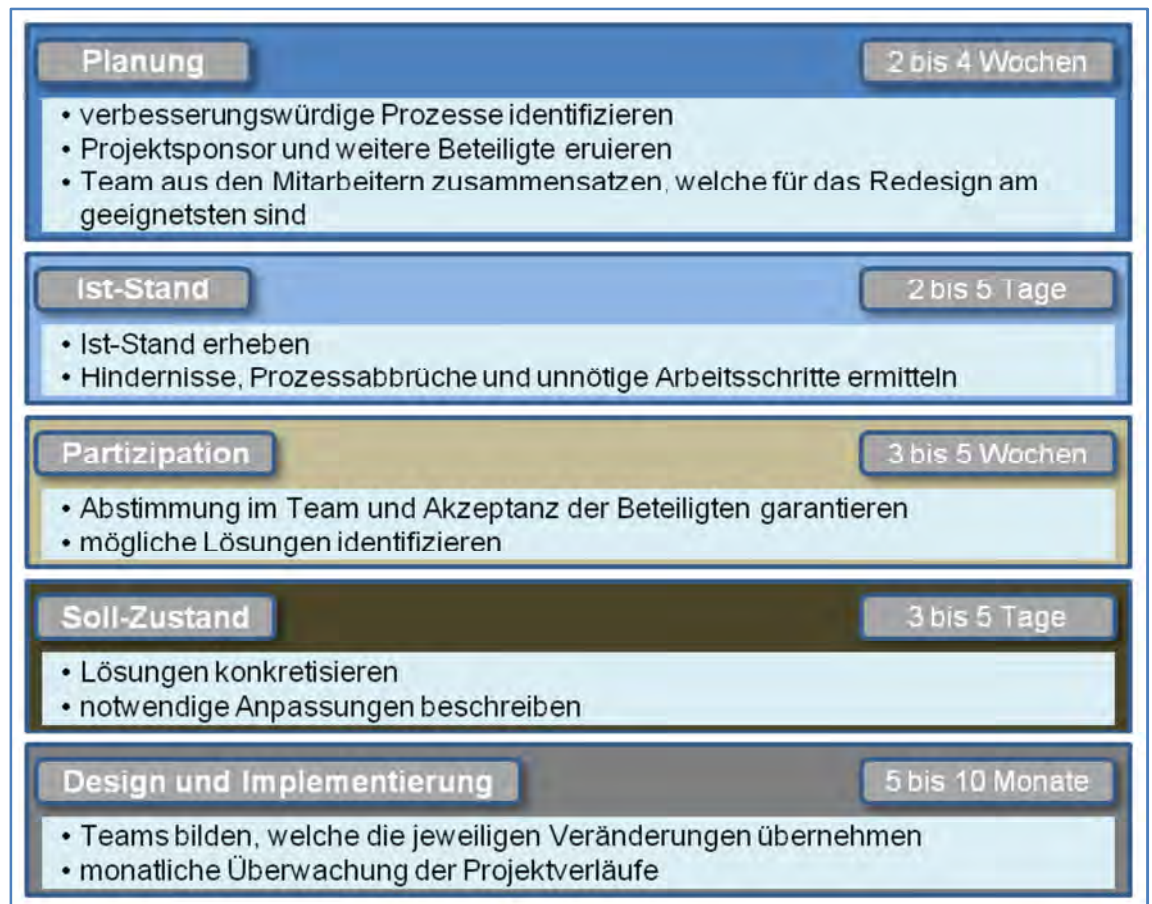 Planung
2 bis 4 Wochen
• verbesserungswürdige Prozesse identifizieren
• Projektsponsor und weitere Beteiligte eruieren
• Team aus den Mitarbeitern zusammensatzen, welche für das Redesign am
geeignetsten sind
Ist-Stand
2 bis 5 Tage
• Ist-Stand erheben
• Hindernisse, Prozessabbrüche und unnötige Arbeitsschritte ermitteln
Partizipation
3 bis 5 Wochen
• Abstimmung im Team und Akzeptanz der Beteiligten garantieren
• mögliche Lösungen identifizieren
Soll-Zustand
3 bis 5 Tage
• Lösungen konkretisieren
• notwendige Anpassungen beschreiben
Design und Implementierung
5 bis 10 Monate
• Teams bilden, welche die jeweiligen Veränderungen übernehmen
• monatliche Überwachung der Projektverläufe